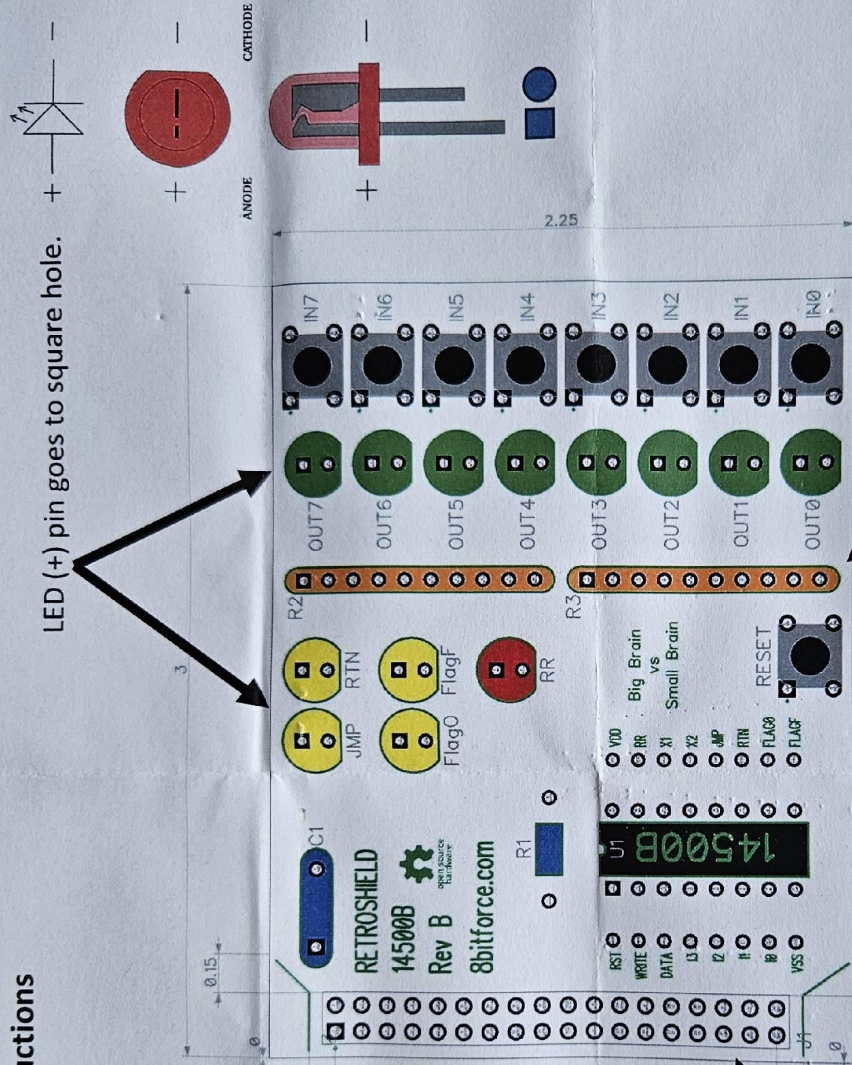 uctions
LED (+) pin goes to square hole.
+
−
+
−
ANODE
CATHODE
+
−
2.25
3
0.15
0
0
IN7
IN6
IN5
IN4
IN3
IN2
IN1
IN0
OUT7
OUT6
OUT5
OUT4
OUT3
OUT2
OUT1
OUT0
R2
R3
JMP
RTN
FlagO
FlagF
RR
Big Brain
vs
Small Brain
RESET
C1
RETROSHIELD
14500B
Rev B
open source
hardware
8bitforce.com
R1
U1
14500B
VDD
RR
X1
X2
JMP
RTN
FLAG0
FLAGF
RST
WRITE
DATA
I3
I2
I1
I0
VSS
J1